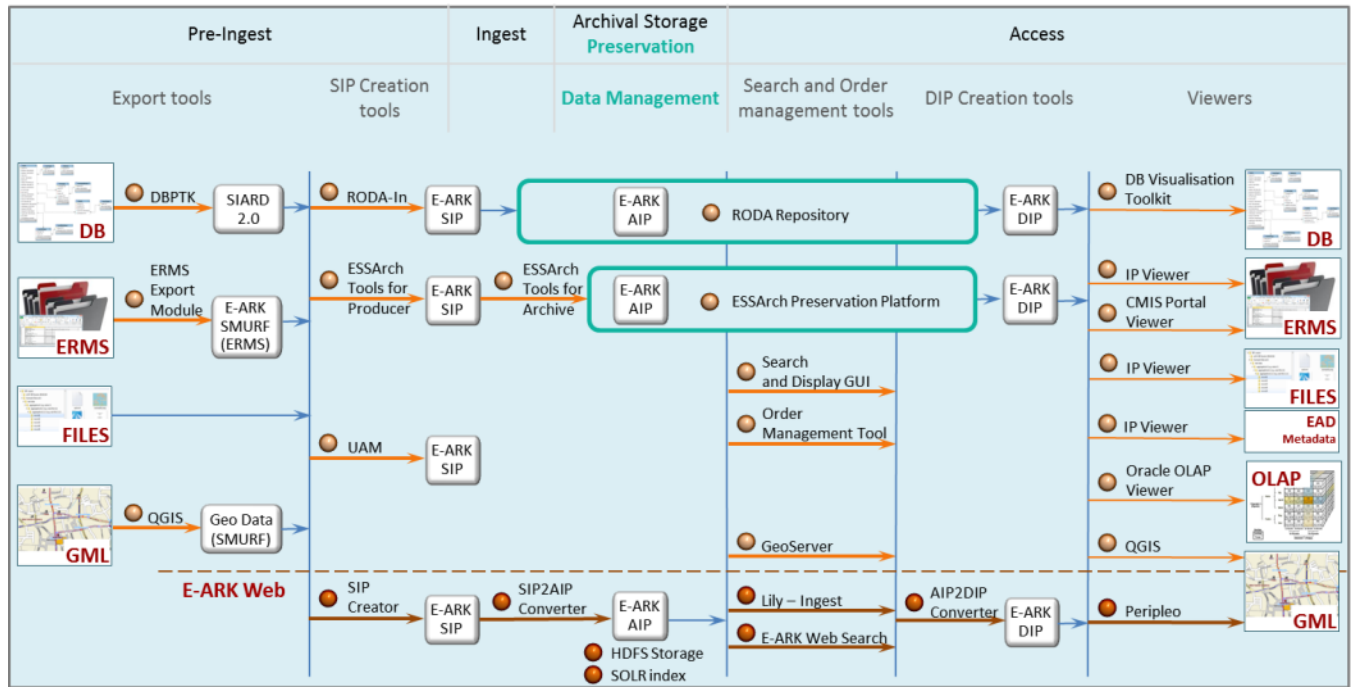 Pre-Ingest
Ingest
Archival Storage
Preservation
Access
Export tools
SIP Creation
tools
Data Management
Search and Order
management tools
DIP Creation tools
Viewers
DB
DBPTK
SIARD
2.0
RODA-In
E-ARK
SIP
E-ARK
AIP
RODA Repository
E-ARK
DIP
DB Visualisation
Toolkit
DB
ERMS
ERMS
Export
Module
E-ARK
SMURF
(ERMS)
ESSArch
Tools for
Producer
E-ARK
SIP
ESSArch
Tools for
Archive
E-ARK
AIP
ESSArch Preservation Platform
E-ARK
DIP
IP Viewer
CMIS Portal
Viewer
ERMS
FILES
Search
and Display GUI
IP Viewer
FILES
UAM
E-ARK
SIP
Order
Management Tool
IP Viewer
EAD
Metadata
Oracle OLAP
Viewer
OLAP
GML
QGIS
Geo Data
(SMURF)
GeoServer
QGIS
E-ARK Web
SIP
Creator
E-ARK
SIP
SIP2AIP
Converter
E-ARK
AIP
HDFS Storage
SOLR index
Lily – Ingest
E-ARK Web Search
AIP2DIP
Converter
E-ARK
DIP
Peripleo
GML